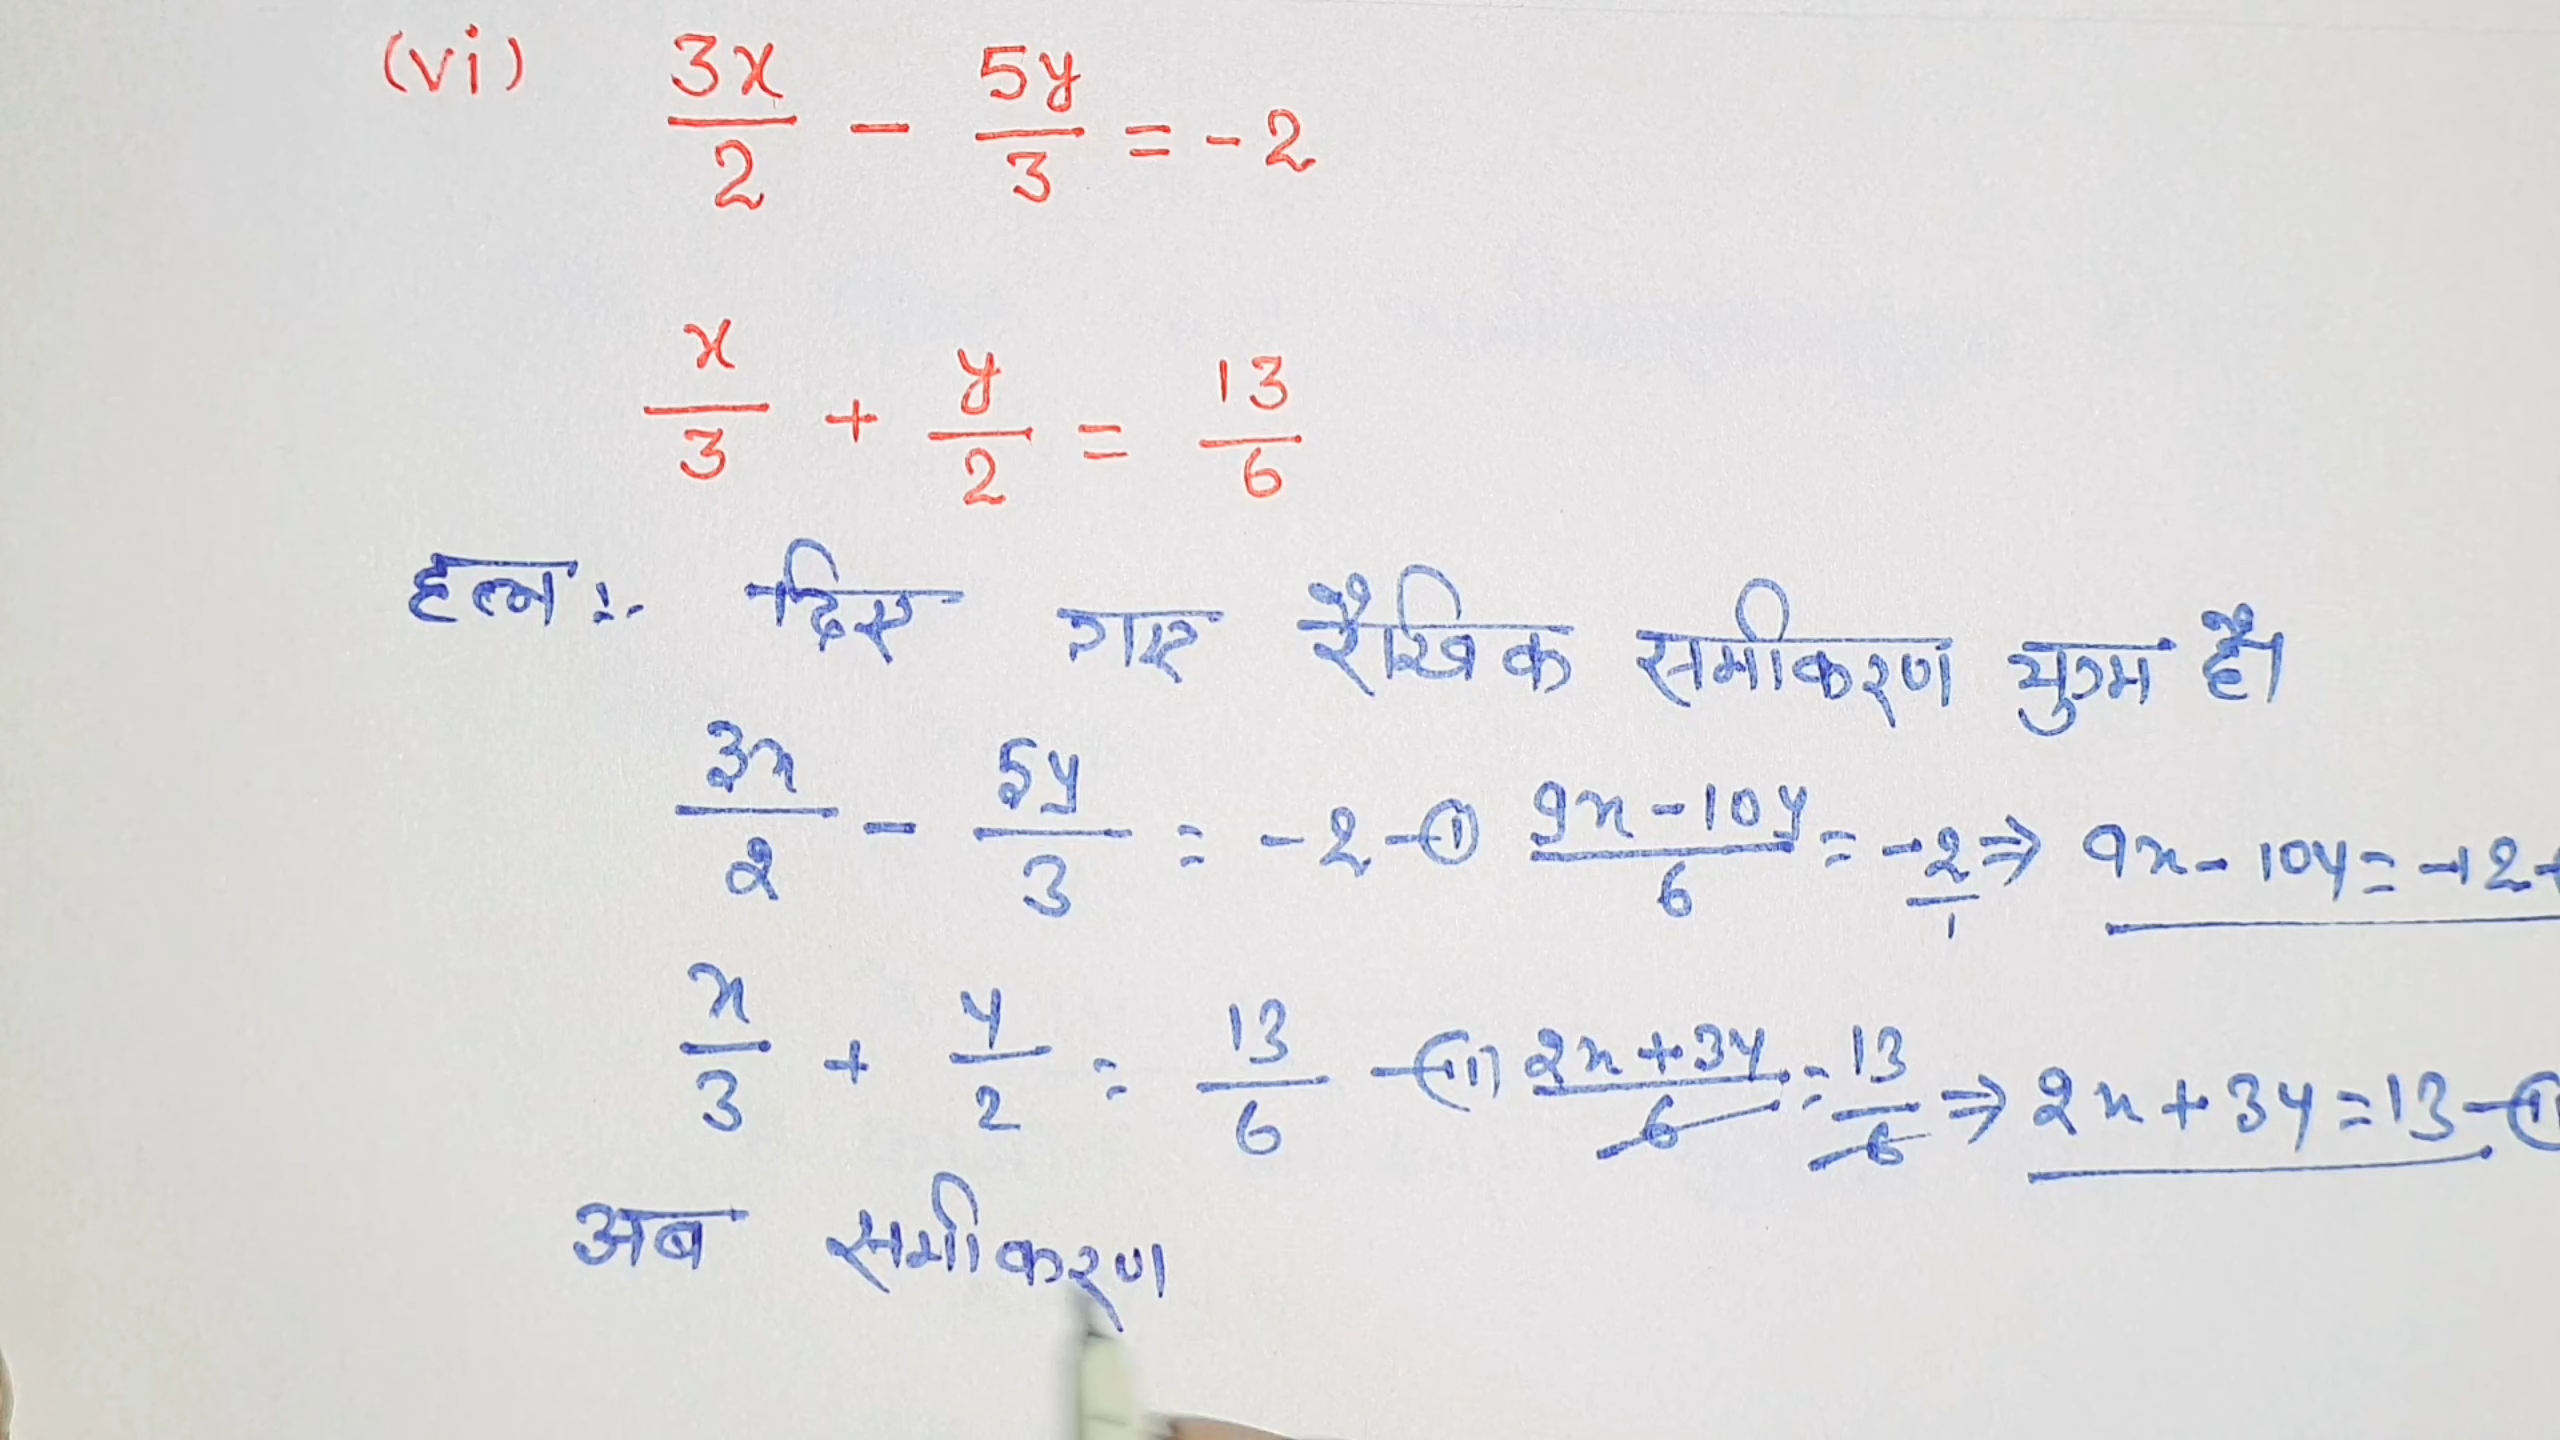 (vi) 3x/2 - 5y/3 = -2
x/3 + y/2 = 13/6
हल :- दिए गए रैखिक समीकरण युग्म है।
3x/2 - 5y/3 = -2 -① (9x-10y)/6 = -2/1 ⇒ 9x-10y = -12
x/3 + y/2 = 13/6 -(ii) (2x+3y)/6 = 13/6 ⇒ 2x+3y=13
अब समीकरण